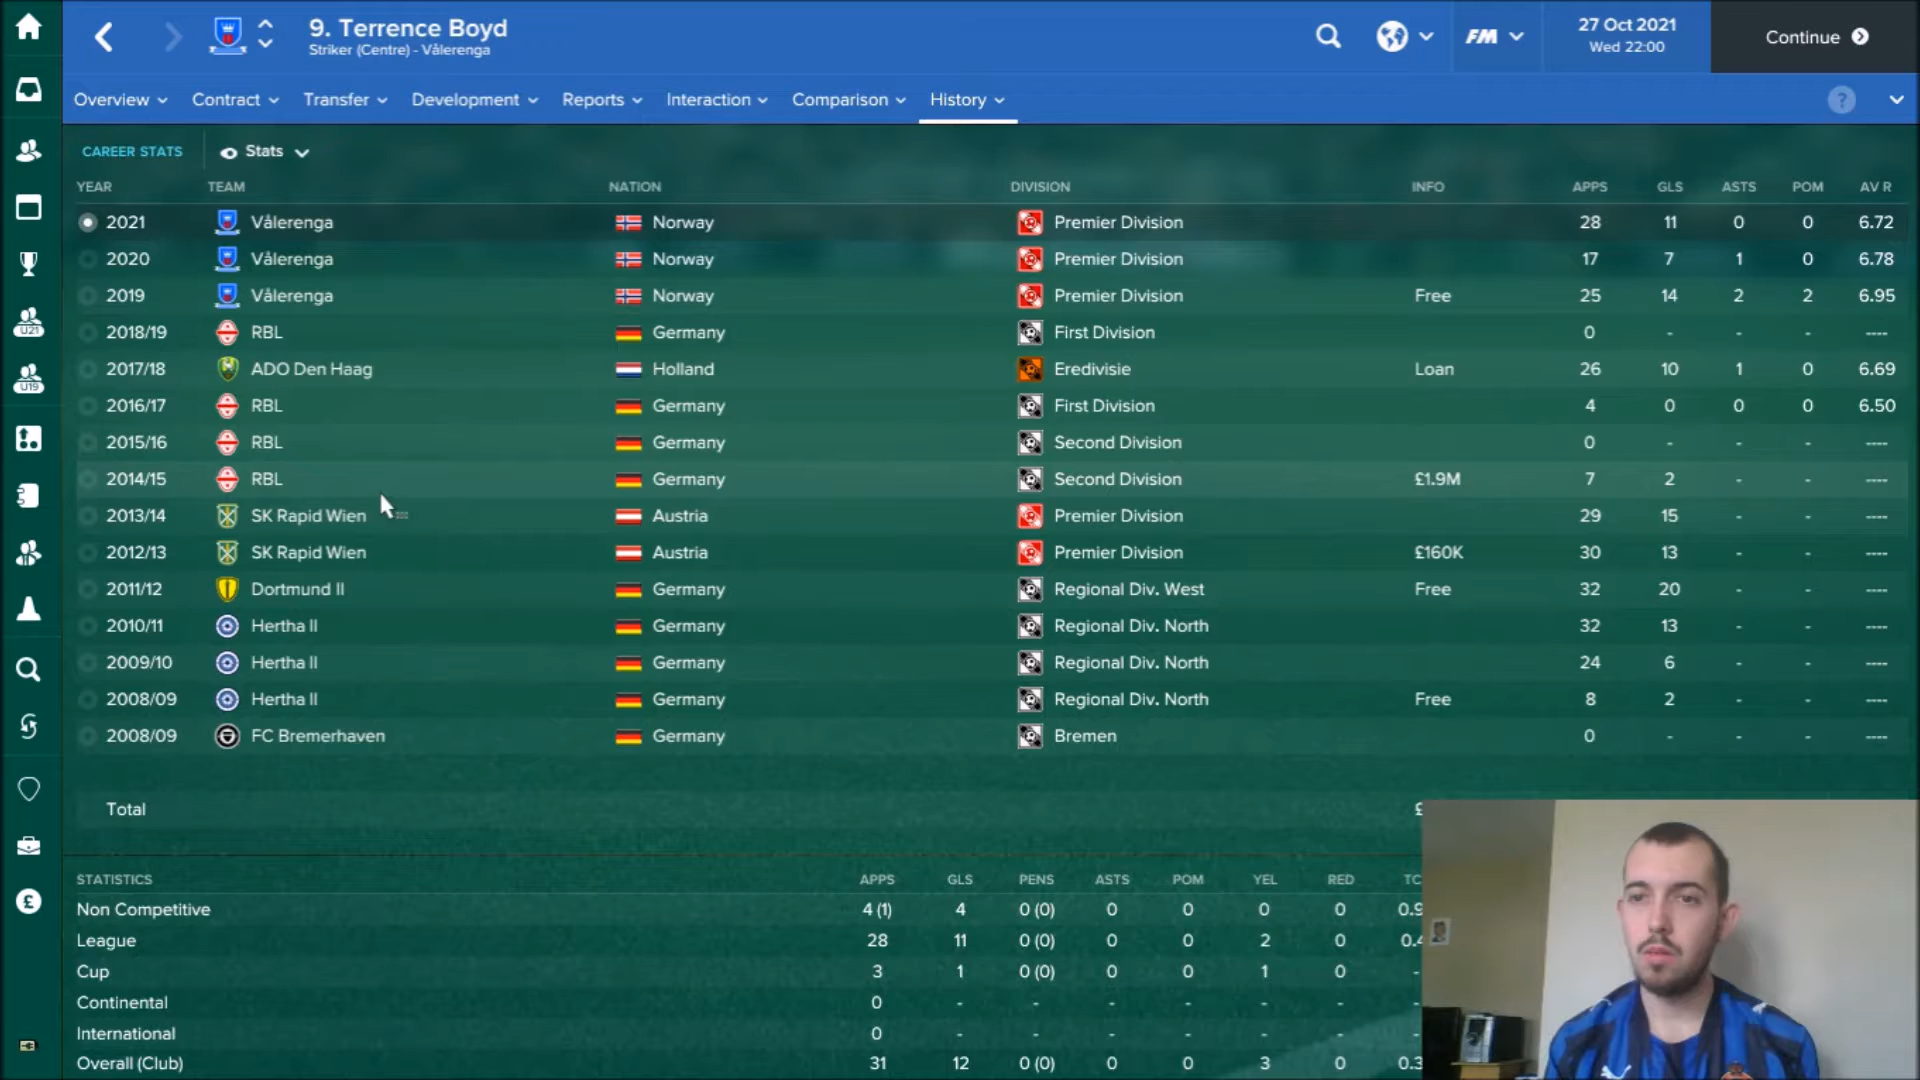 9. Terrence Boyd
Striker (Centre) - Vålerenga
FM
27 Oct 2021
Wed 22:00
Continue
Overview Contract Transfer Development Reports Interaction Comparison History ?
CAREER STATS Stats
YEAR TEAM NATION DIVISION INFO APPS GLS ASTS POM AV R
2021 Vålerenga Norway Premier Division 28 11 0 0 6.72
2020 Vålerenga Norway Premier Division 17 7 1 0 6.78
2019 Vålerenga Norway Premier Division Free 25 14 2 2 6.95
2018/19 RBL Germany First Division 0 - - - ----
2017/18 ADO Den Haag Holland Eredivisie Loan 26 10 1 0 6.69
2016/17 RBL Germany First Division 4 0 0 0 6.50
2015/16 RBL Germany Second Division 0 - - - ----
2014/15 RBL Germany Second Division £1.9M 7 2 - - ----
2013/14 SK Rapid Wien Austria Premier Division 29 15 - - ----
2012/13 SK Rapid Wien Austria Premier Division £160K 30 13 - - ----
2011/12 Dortmund II Germany Regional Div. West Free 32 20 - - ----
2010/11 Hertha II Germany Regional Div. North 32 13 - - ----
2009/10 Hertha II Germany Regional Div. North 24 6 - - ----
2008/09 Hertha II Germany Regional Div. North Free 8 2 - - ----
2008/09 FC Bremerhaven Germany Bremen 0 - - - ----
Total £
STATISTICS APPS GLS PENS ASTS POM YEL RED TC
Non Competitive 4 (1) 4 0 (0) 0 0 0 0 0.9
League 28 11 0 (0) 0 0 2 0 0.4
Cup 3 1 0 (0) 0 0 1 0 -
Continental 0 - - - - - - -
International 0 - - - - - - -
Overall (Club) 31 12 0 (0) 0 0 3 0 0.3
U21
U19